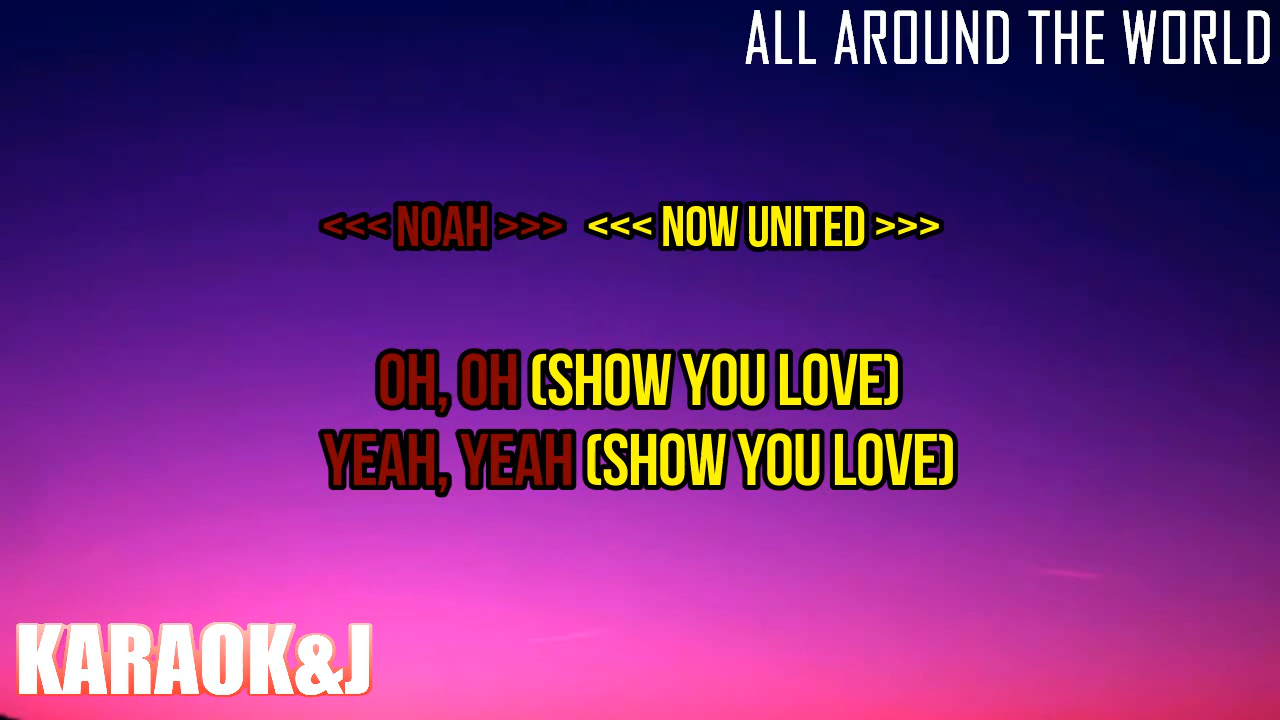 ALL AROUND THE WORLD
<<< NOAH >>> <<< NOW UNITED >>>
OH, OH (SHOW YOU LOVE)
YEAH, YEAH (SHOW YOU LOVE)
KARAOK&J